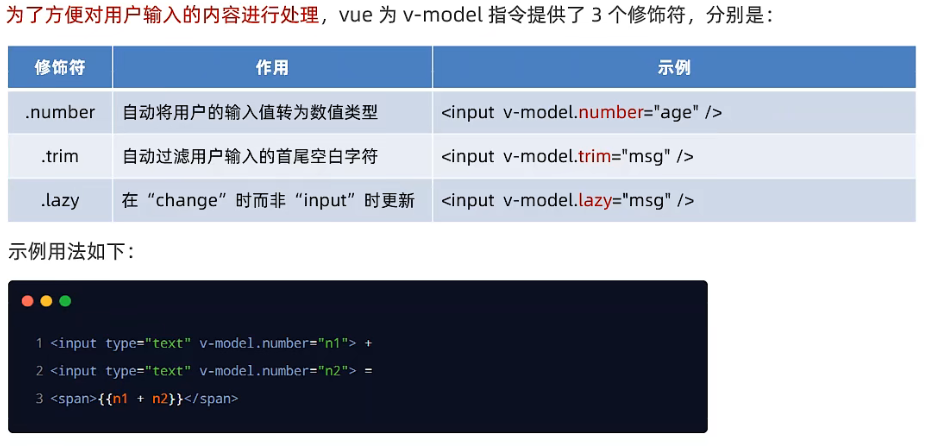 为了方便对用户输入的内容进行处理，vue 为 v-model 指令提供了 3 个修饰符，分别是：
修饰符 作用 示例
.number 自动将用户的输入值转为数值类型 <input v-model.number="age" />
.trim 自动过滤用户输入的首尾空白字符 <input v-model.trim="msg" />
.lazy 在“change”时而非“input”时更新 <input v-model.lazy="msg" />
示例用法如下：
1 <input type="text" v-model.number="n1"> +
2 <input type="text" v-model.number="n2"> =
3 <span>{{n1 + n2}}</span>